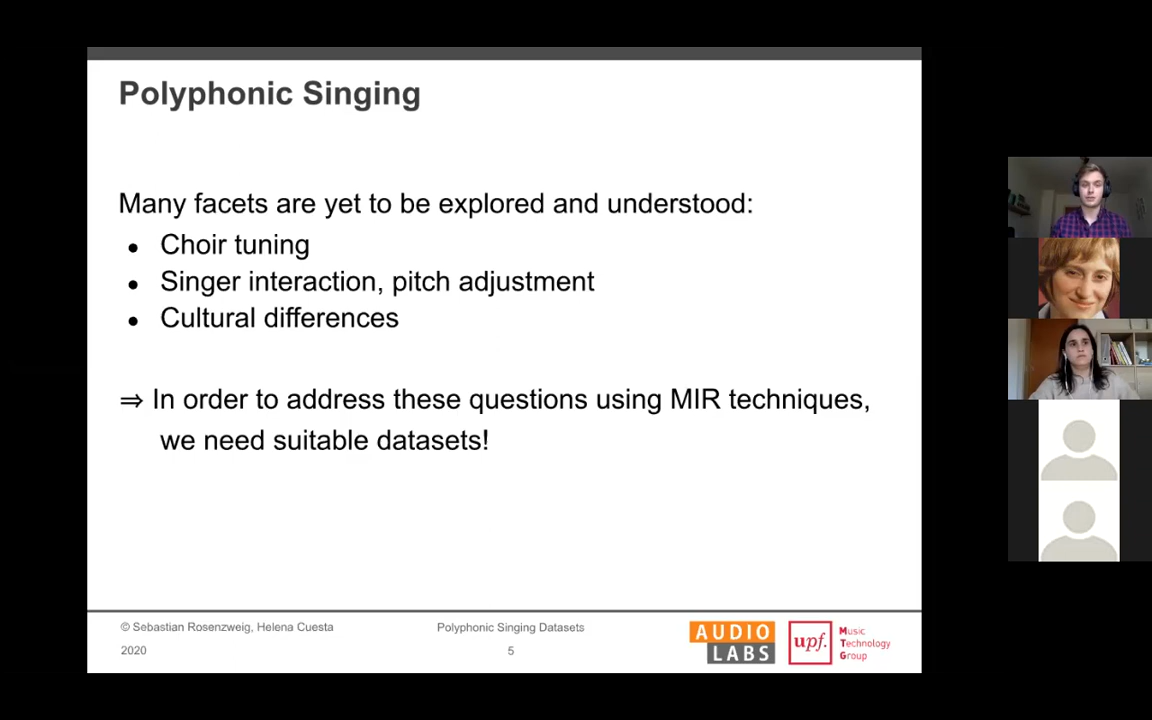 Polyphonic Singing
Many facets are yet to be explored and understood:
● Choir tuning
● Singer interaction, pitch adjustment
● Cultural differences
⇒ In order to address these questions using MIR techniques,
we need suitable datasets!
© Sebastian Rosenzweig, Helena Cuesta
2020
Polyphonic Singing Datasets
5
AUDIO
LABS
upf.
Music
Technology
Group